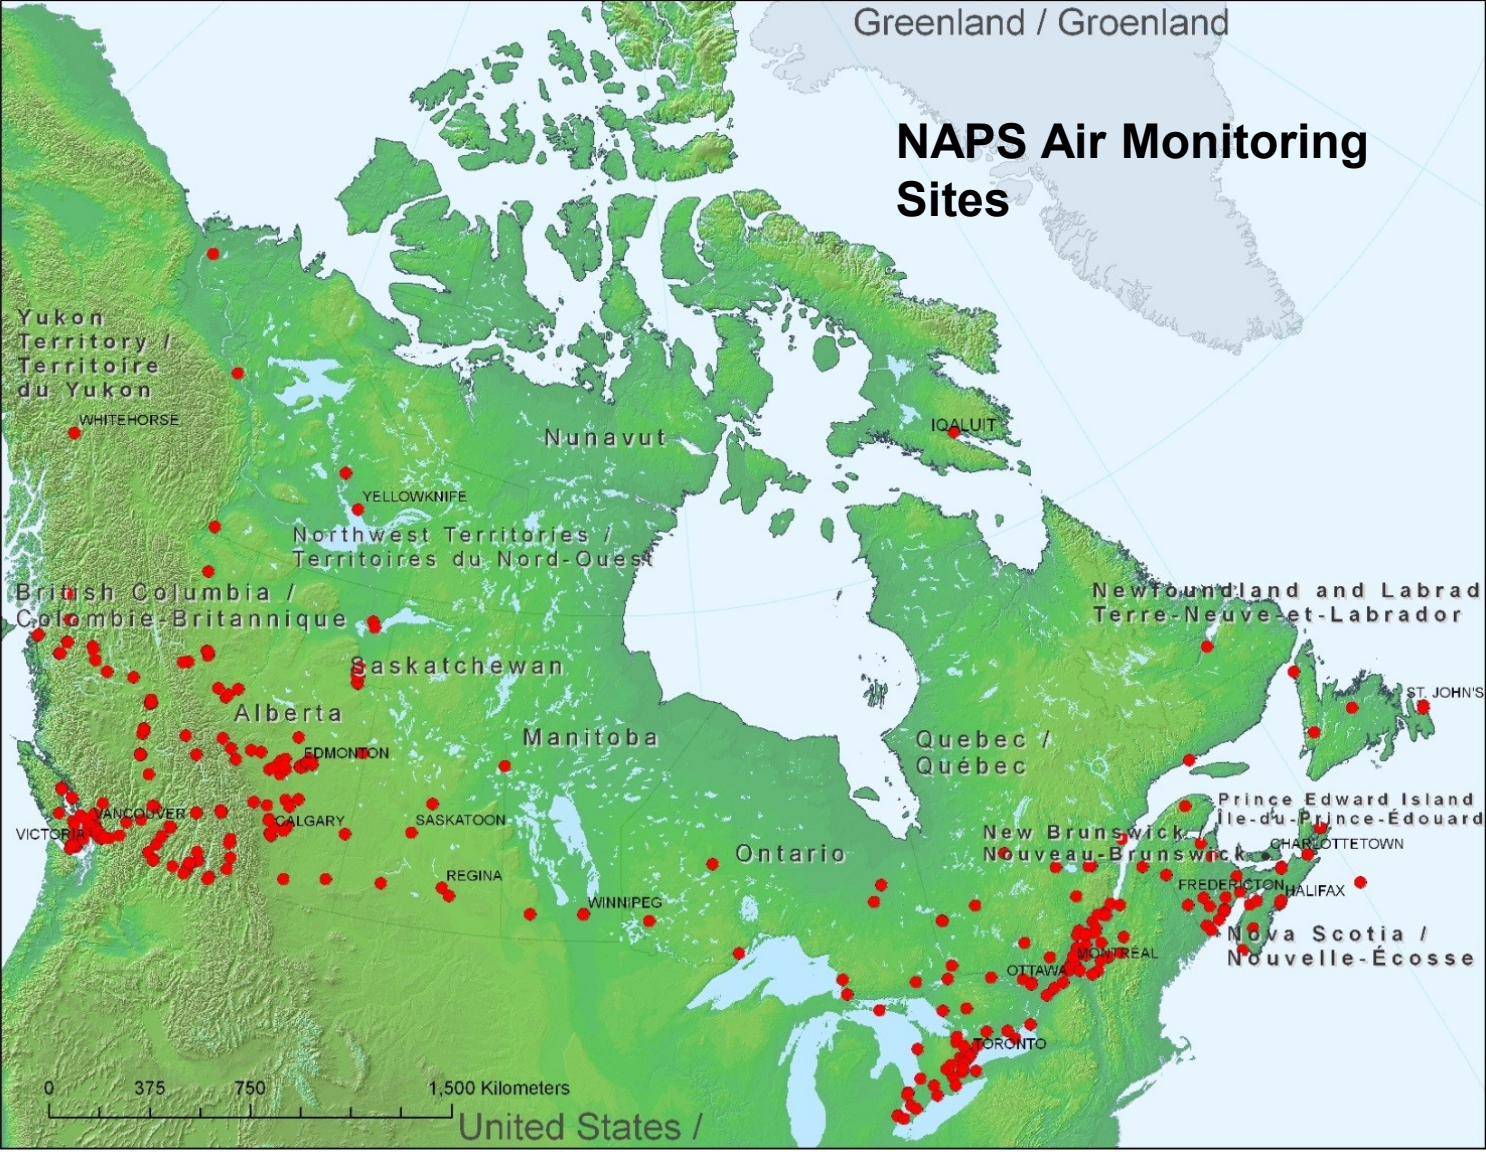 Greenland / Groenland
NAPS Air Monitoring
Sites
Yukon
Territory /
Territoire
du Yukon
WHITEHORSE
IQALUIT
Nunavut
YELLOWKNIFE
Northwest Territories /
Territoires du Nord-Ouest
British Columbia /
Colombie-Britannique
Newfoundland and Labrad
Terre-Neuve-et-Labrador
Saskatchewan
ST. JOHN'S
Alberta
Manitoba
Quebec /
Québec
EDMONTON
Prince Edward Island
Île-du-Prince-Édouard
VANCOUVER
CALGARY
SASKATOON
VICTORIA
New Brunswick /
Nouveau-Brunswick
CHARLOTTETOWN
Ontario
REGINA
FREDERICTON
HALIFAX
WINNIPEG
Nova Scotia /
Nouvelle-Écosse
MONTRÉAL
OTTAWA
TORONTO
0 375 750 1,500 Kilometers
United States /